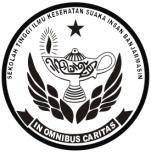 SEKOLAH TINGGI ILMU KESEHATAN SUAKA INSAN BANJARMASIN
IN OMNIBUS CARITAS